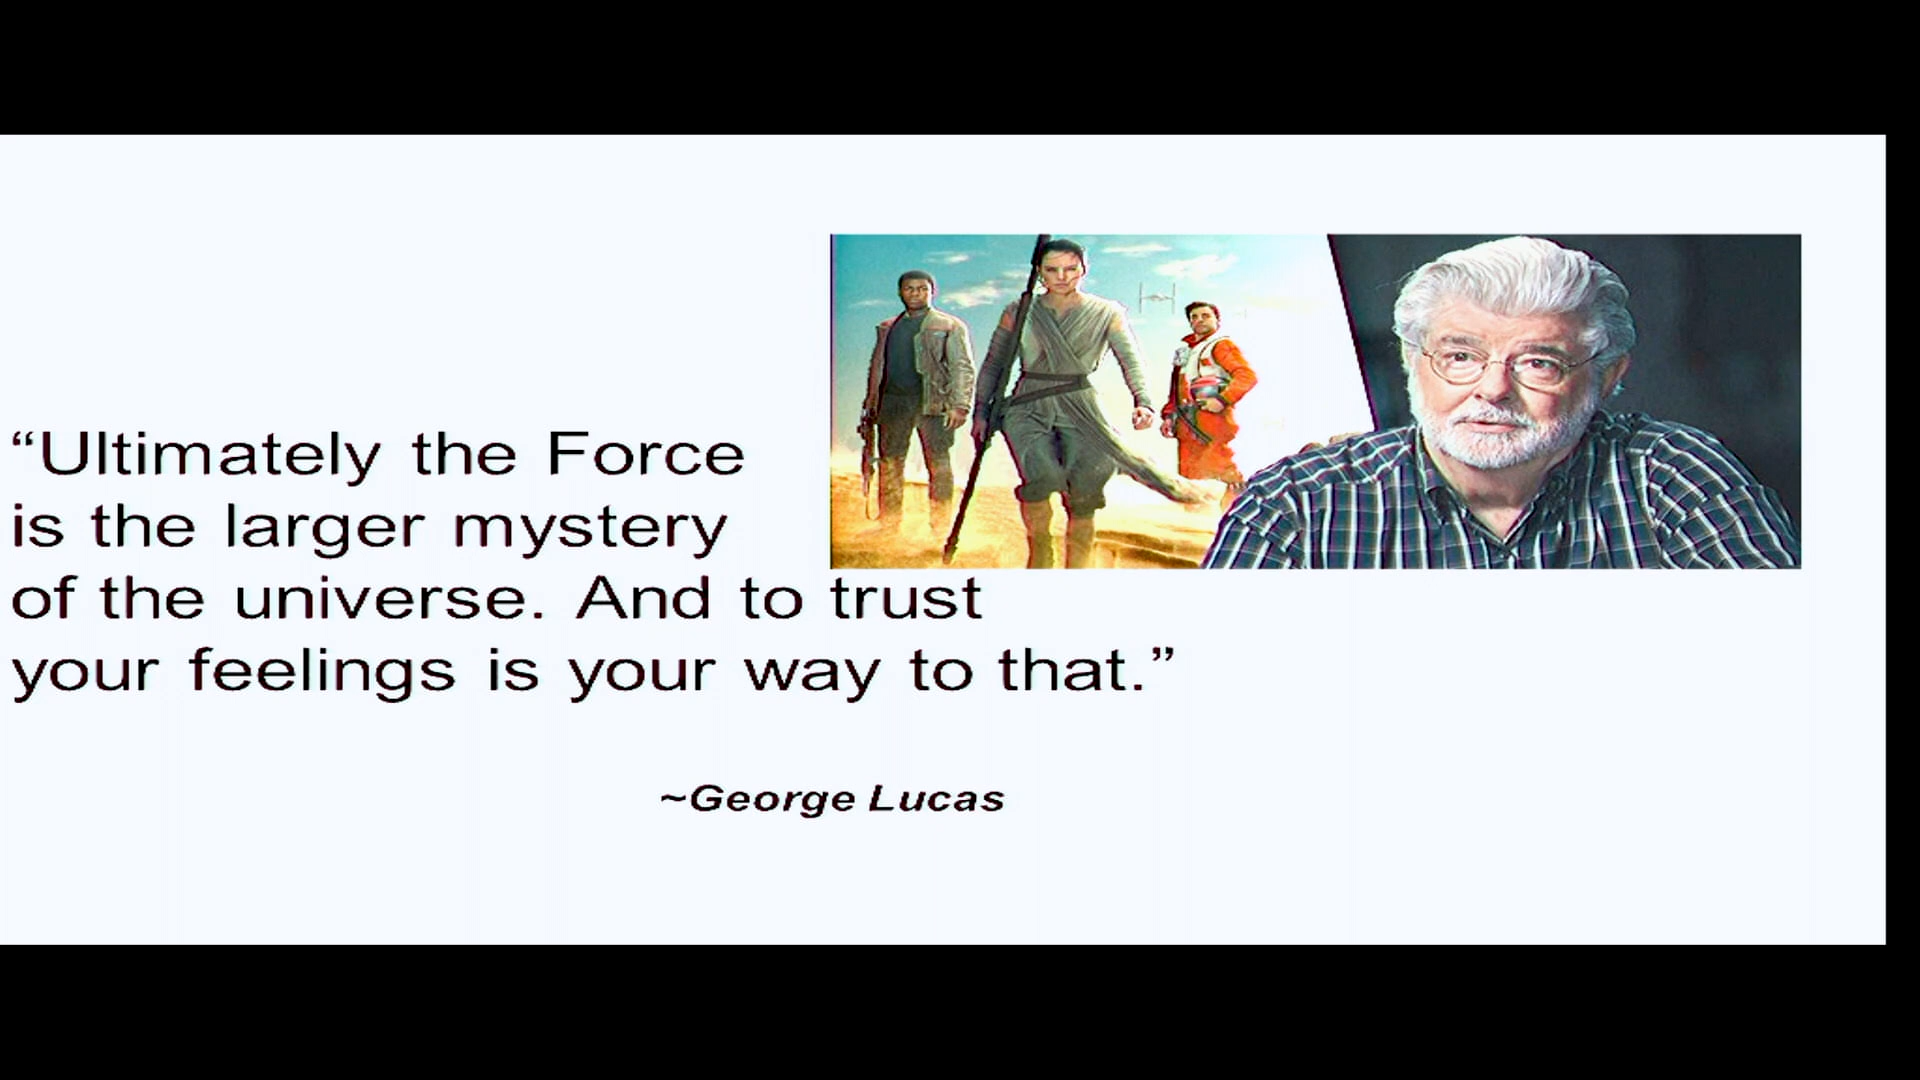 “Ultimately the Force
is the larger mystery
of the universe. And to trust
your feelings is your way to that.”
~George Lucas